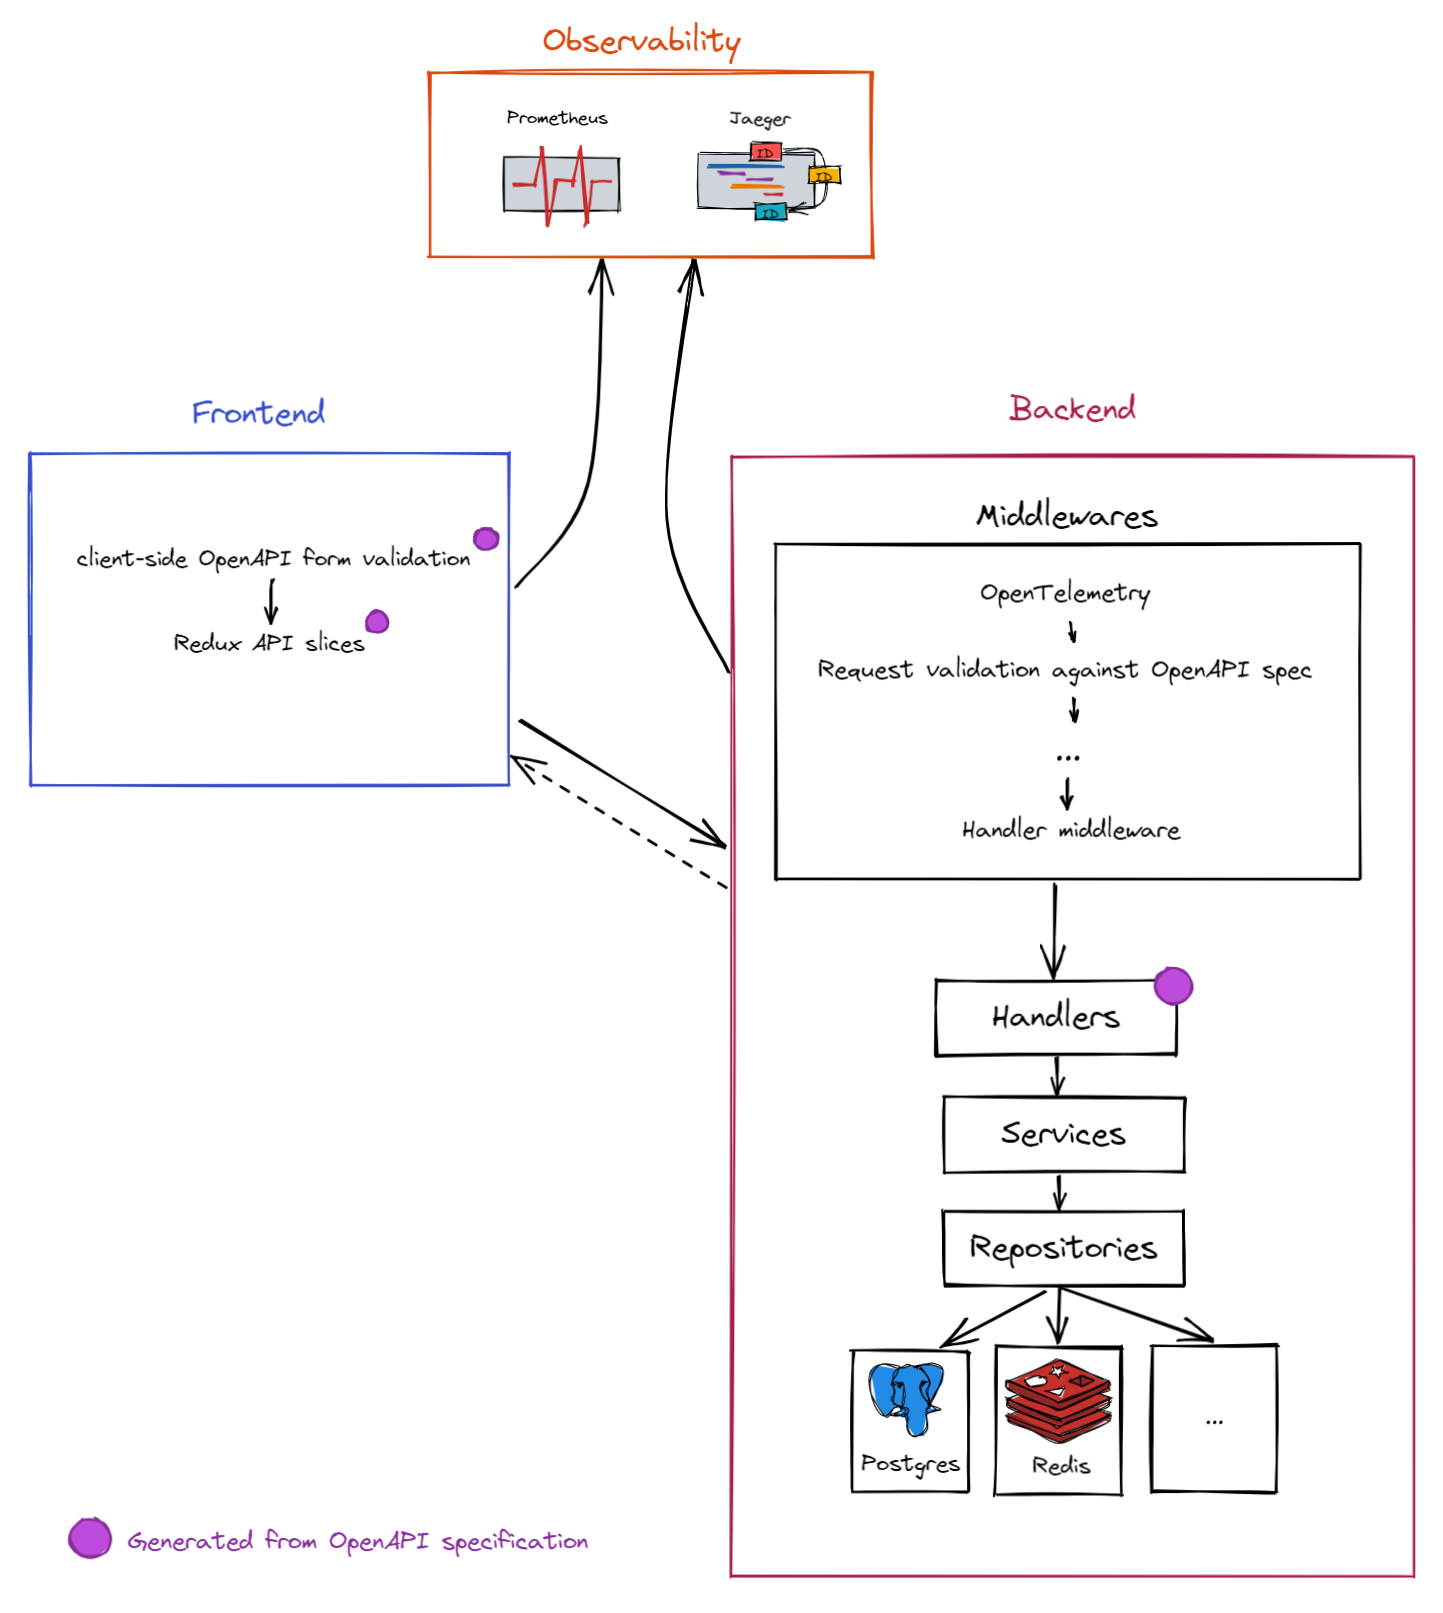 Observability
Prometheus
Jaeger
ID
ID
ID
Frontend
client-side OpenAPI form validation
Redux API slices
Backend
Middlewares
OpenTelemetry
Request validation against OpenAPI spec
...
Handler middleware
Handlers
Services
Repositories
Postgres
Redis
...
Generated from OpenAPI specification